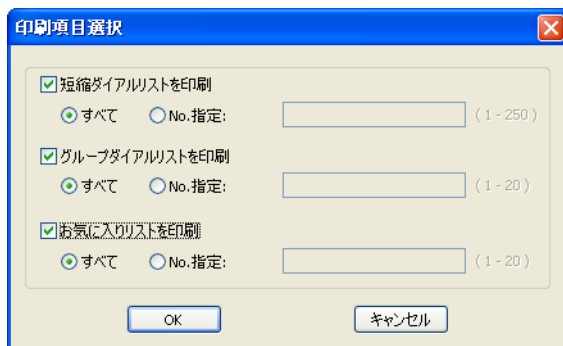 印刷項目選択
短縮ダイアルリストを印刷
すべて No.指定: ( 1 - 250 )
グループダイアルリストを印刷
すべて No.指定: ( 1 - 20 )
お気に入りリストを印刷
すべて No.指定: ( 1 - 20 )
OK キャンセル